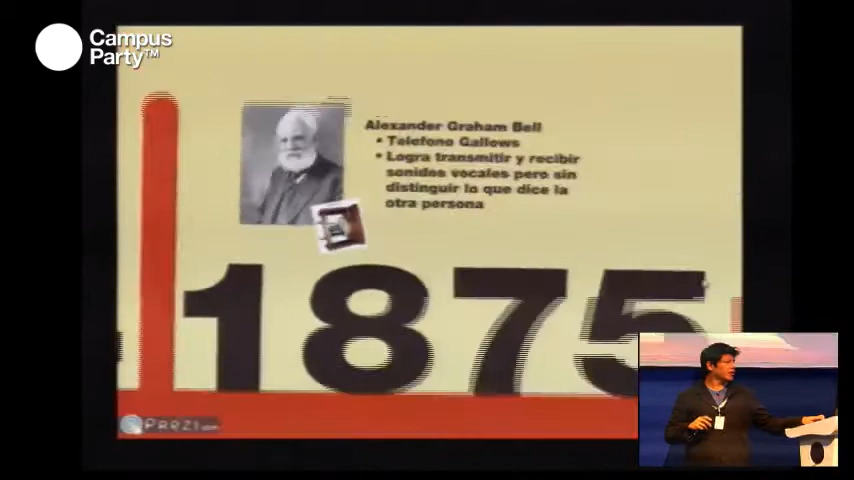 Campus
Party™
Alexander Graham Bell
• Telefono Gallows
• Logra transmitir y recibir
sonidos vocales pero sin
distinguir lo que dice la
otra persona
1875
Prezi.com